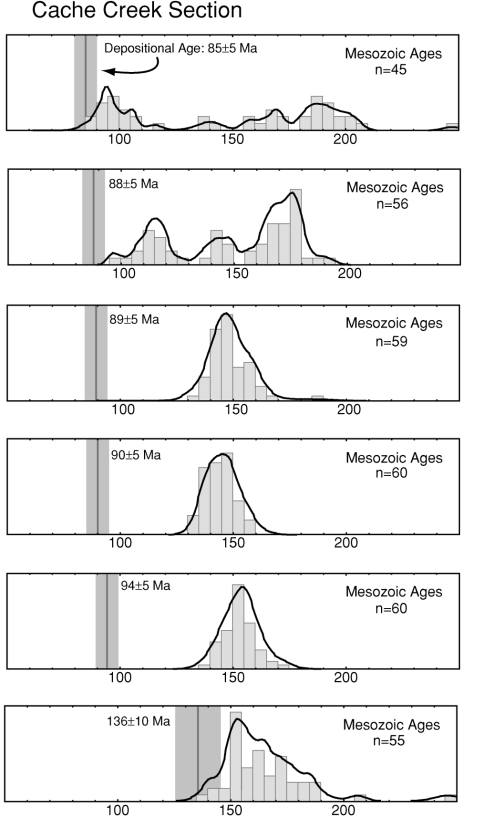 Cache Creek Section
Depositional Age: 85±5 Ma
Mesozoic Ages
n=45
100 150 200
88±5 Ma
Mesozoic Ages
n=56
100 150 200
89±5 Ma
Mesozoic Ages
n=59
100 150 200
90±5 Ma
Mesozoic Ages
n=60
100 150 200
94±5 Ma
Mesozoic Ages
n=60
100 150 200
136±10 Ma
Mesozoic Ages
n=55
100 150 200